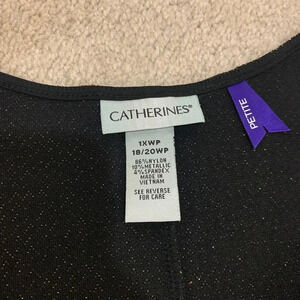 CATHERINES®
1XWP
18/20WP
86% NYLON
10% METALLIC
4% SPANDEX
MADE IN
VIETNAM
SEE REVERSE
FOR CARE
PETITE